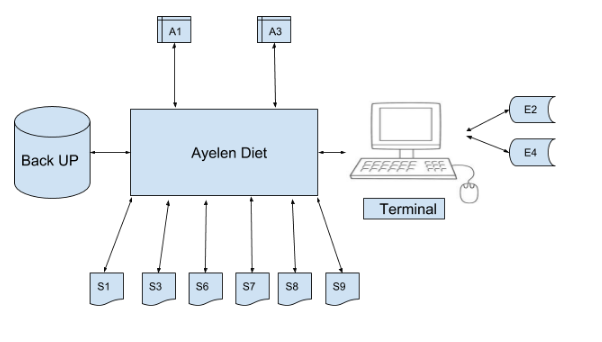 A1
A3
E2
Back UP
Ayelen Diet
E4
Terminal
S1
S3
S6
S7
S8
S9